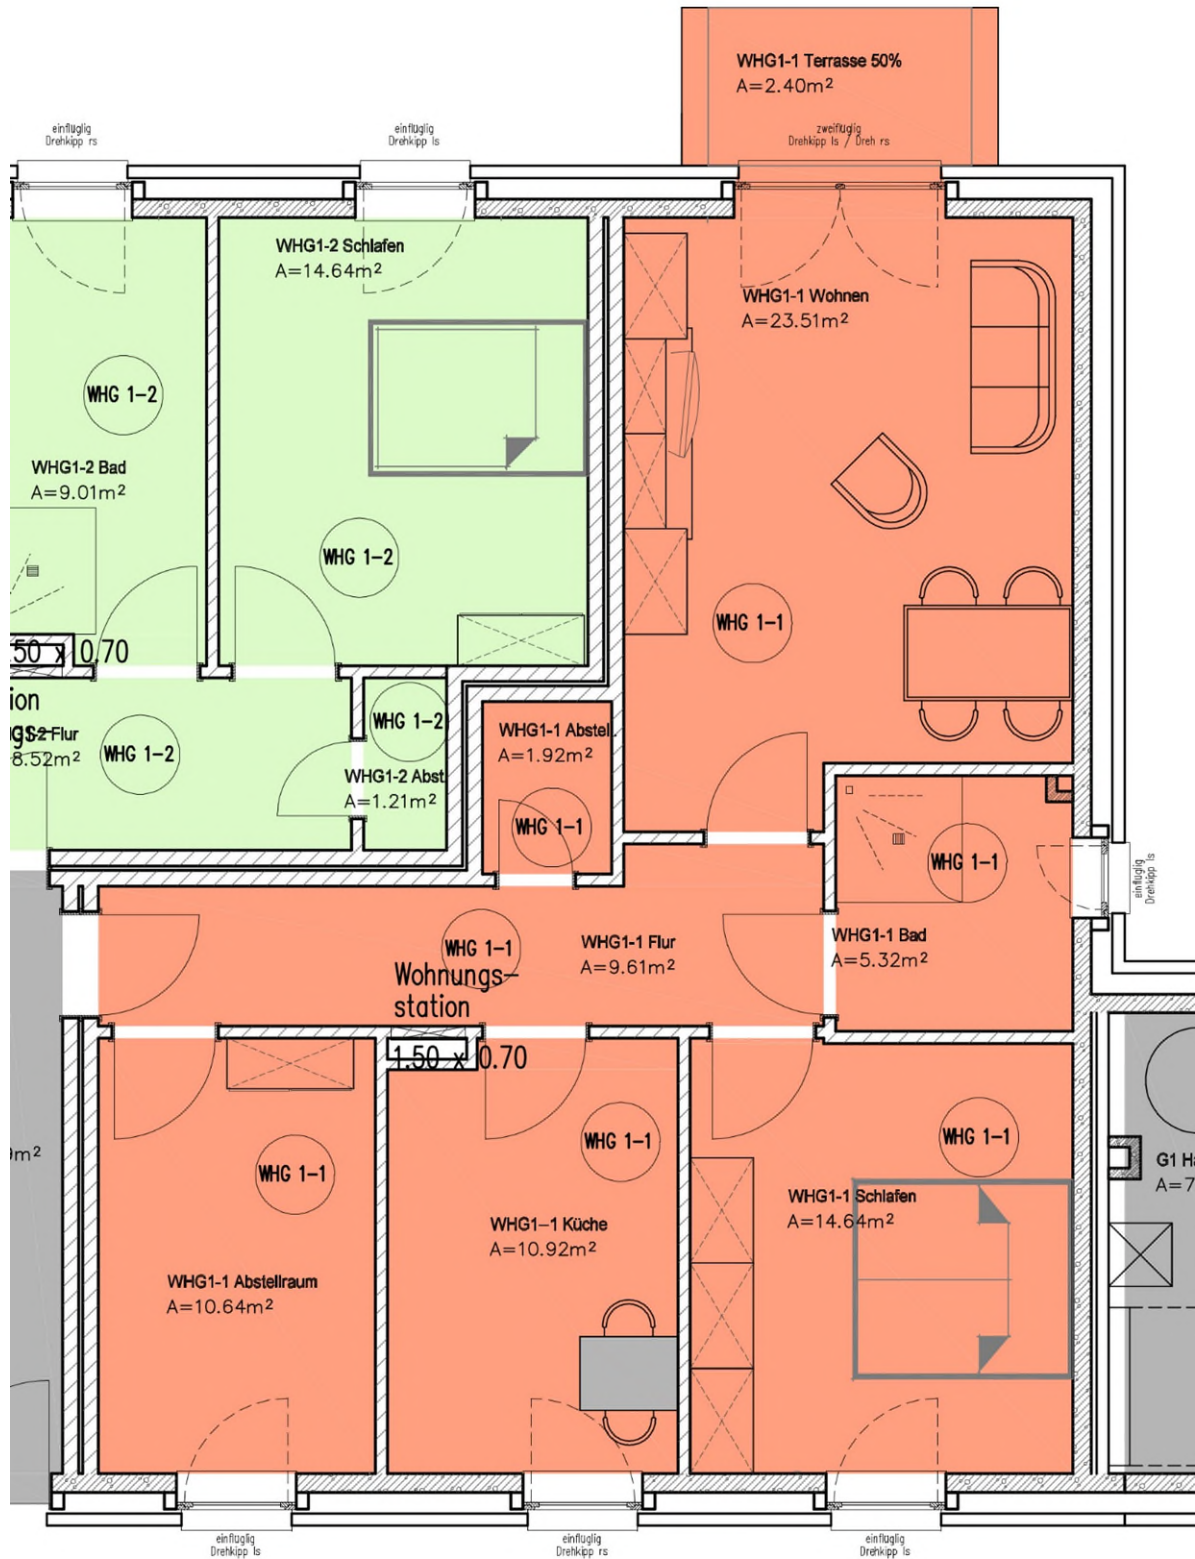 WHG1-1 Terrasse 50%
A=2.40m²
einflüglig
Drehkipp rs
einflüglig
Drehkipp ls
zweiflüglig
Drehkipp ls / Dreh rs
WHG1-2 Schlafen
A=14.64m²
WHG1-1 Wohnen
A=23.51m²
WHG 1-2
WHG1-2 Bad
A=9.01m²
WHG 1-2
WHG 1-1
.50 x 0.70
WHG 1-2
WHG 1-2
Flur
8.52m²
WHG1-2 Abst
A=1.21m²
WHG1-1 Abstel
A=1.92m²
WHG 1-1
WHG 1-1
einflüglig
Drehkipp ls
WHG 1-1
Wohnungs-
station
WHG1-1 Flur
A=9.61m²
WHG1-1 Bad
A=5.32m²
1.50 x 0.70
WHG 1-1
WHG 1-1
WHG 1-1
m²
G1
A=7
WHG1-1 Schlafen
A=14.64m²
WHG1-1 Küche
A=10.92m²
WHG1-1 Abstellraum
A=10.64m²
einflüglig
Drehkipp ls
einflüglig
Drehkipp rs
einflüglig
Drehkipp ls